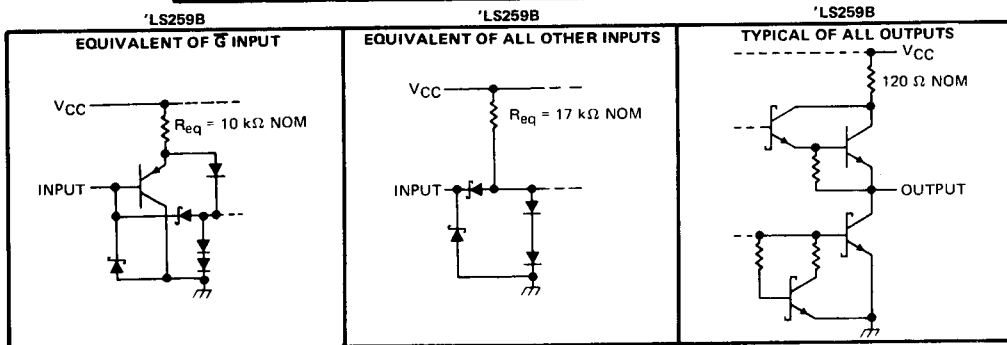 'LS259B
EQUIVALENT OF G̅ INPUT
VCC
Req = 10 kΩ NOM
INPUT
'LS259B
EQUIVALENT OF ALL OTHER INPUTS
VCC
Req = 17 kΩ NOM
INPUT
'LS259B
TYPICAL OF ALL OUTPUTS
VCC
120 Ω NOM
OUTPUT